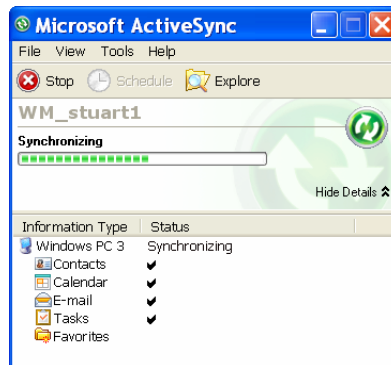 Microsoft ActiveSync
File View Tools Help
Stop Schedule Explore
WM_stuart1
Synchronizing
Hide Details
Information Type Status
Windows PC 3 Synchronizing
Contacts
Calendar
E-mail
Tasks
Favorites